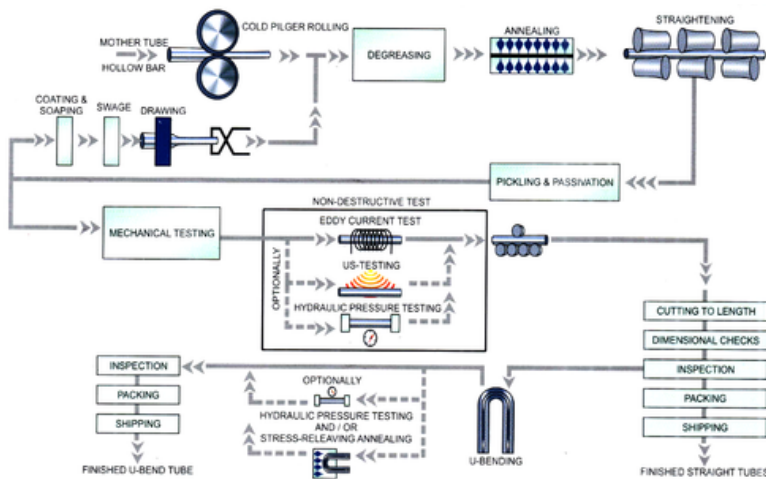 COLD PILGER ROLLING
MOTHER TUBE
HOLLOW BAR
DEGREASING
ANNEALING
STRAIGHTENING
COATING &
SOAPING
SWAGE
DRAWING
PICKLING & PASSIVATION
NON-DESTRUCTIVE TEST
MECHANICAL TESTING
EDDY CURRENT TEST
OPTIONALLY
US-TESTING
HYDRAULIC PRESSURE TESTING
CUTTING TO LENGTH
DIMENSIONAL CHECKS
INSPECTION
PACKING
SHIPPING
FINISHED STRAIGHT TUBES
U-BENDING
OPTIONALLY
HYDRAULIC PRESSURE TESTING
AND / OR
STRESS-RELEAVING ANNEALING
INSPECTION
PACKING
SHIPPING
FINISHED U-BEND TUBE